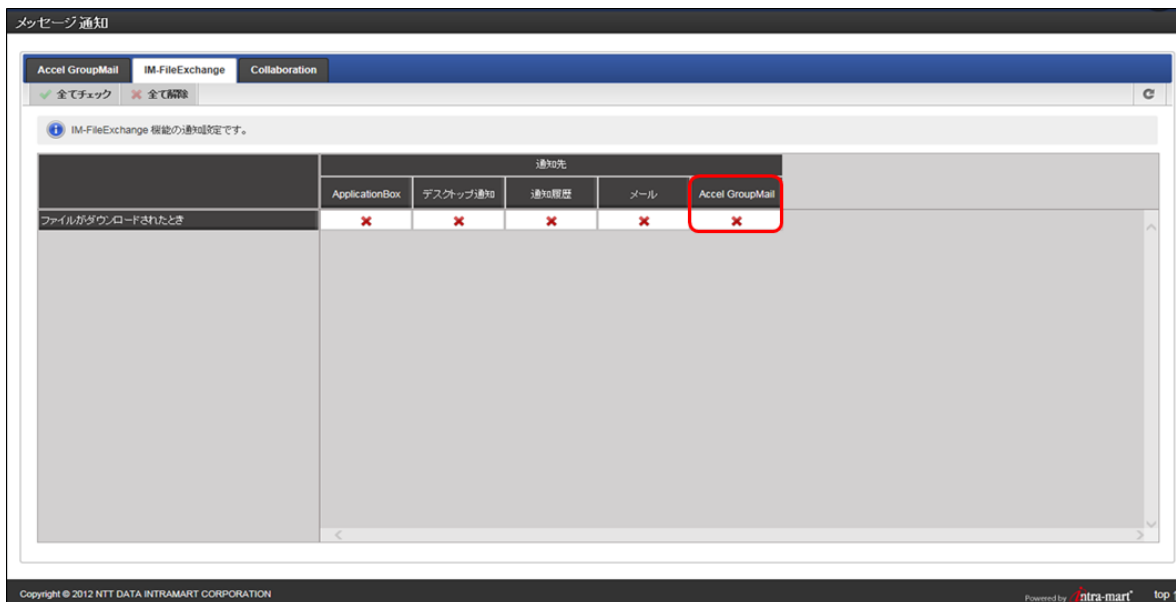 メッセージ通知
Accel GroupMail IM-FileExchange Collaboration
全てチェック 全て解除
IM-FileExchange 機能の通知設定です。
通知先
ApplicationBox デスクトップ通知 通知履歴 メール Accel GroupMail
ファイルがダウンロードされたとき
Copyright © 2012 NTT DATA INTRAMART CORPORATION
Powered by intra-mart top